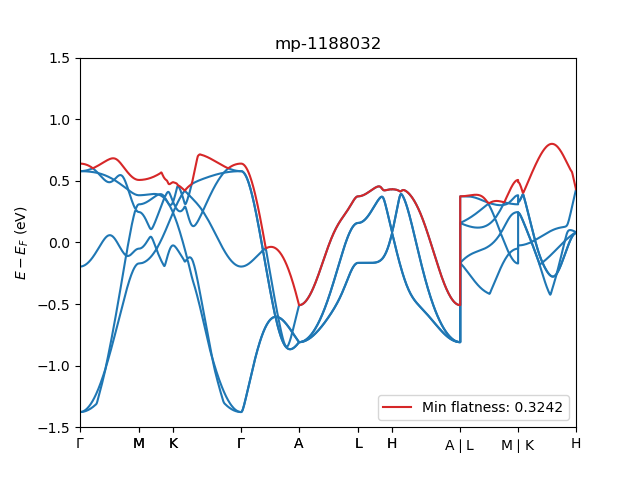 mp-1188032
1.5
1.0
0.5
0.0
−0.5
−1.0
−1.5
E − E_F (eV)
Min flatness: 0.3242
Γ M K Γ A L H A | L M | K H